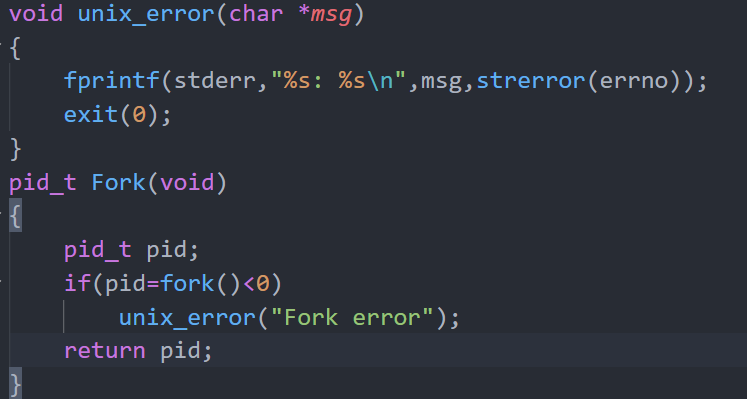 void unix_error(char *msg)
{
    fprintf(stderr,"%s: %s\n",msg,strerror(errno));
    exit(0);
}
pid_t Fork(void)
{
    pid_t pid;
    if(pid=fork()<0)
        unix_error("Fork error");
    return pid;
}